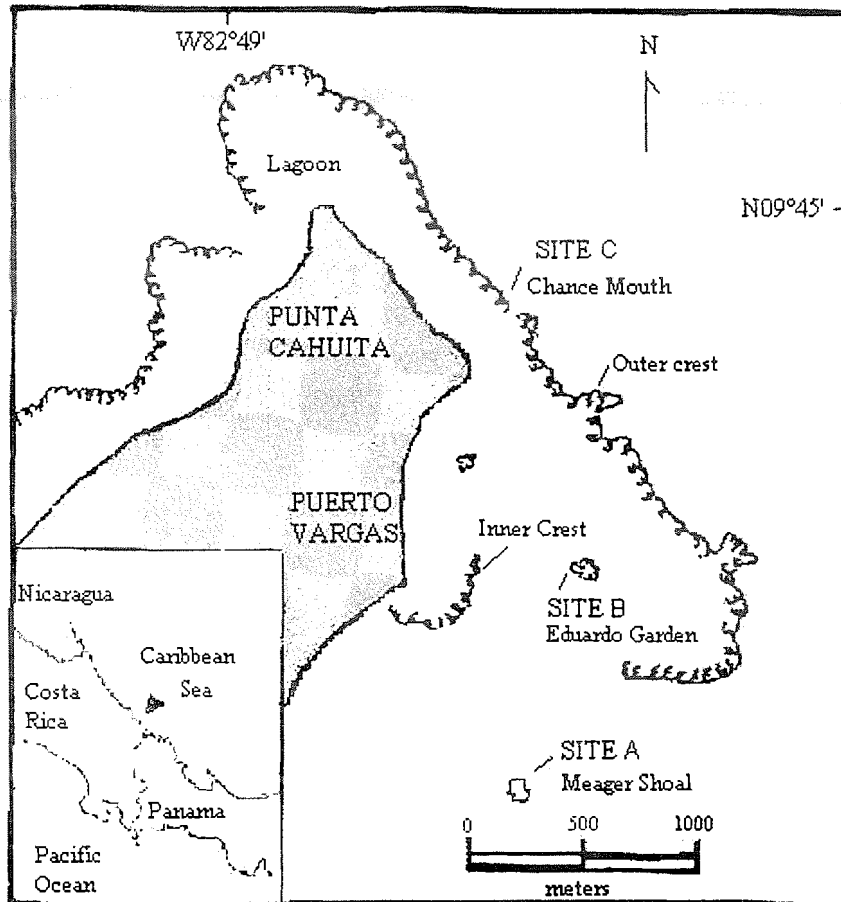 W82°49'
N
Lagoon
N09°45'
SITE C
Chance Mouth
PUNTA
CAHUITA
Outer crest
PUERTO
VARGAS
Inner Crest
SITE B
Eduardo Garden
Nicaragua
Caribbean
Sea
Costa
Rica
SITE A
Meager Shoal
Panama
0 500 1000
Pacific
Ocean
meters